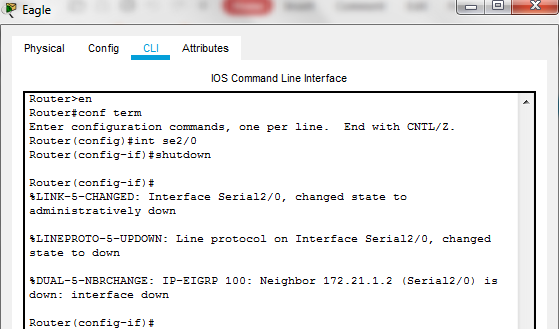 Eagle
Physical Config CLI Attributes
IOS Command Line Interface
Router>en
Router#conf term
Enter configuration commands, one per line.  End with CNTL/Z.
Router(config)#int se2/0
Router(config-if)#shutdown
Router(config-if)#
%LINK-5-CHANGED: Interface Serial2/0, changed state to
administratively down
%LINEPROTO-5-UPDOWN: Line protocol on Interface Serial2/0, changed
state to down
%DUAL-5-NBRCHANGE: IP-EIGRP 100: Neighbor 172.21.1.2 (Serial2/0) is
down: interface down
Router(config-if)#